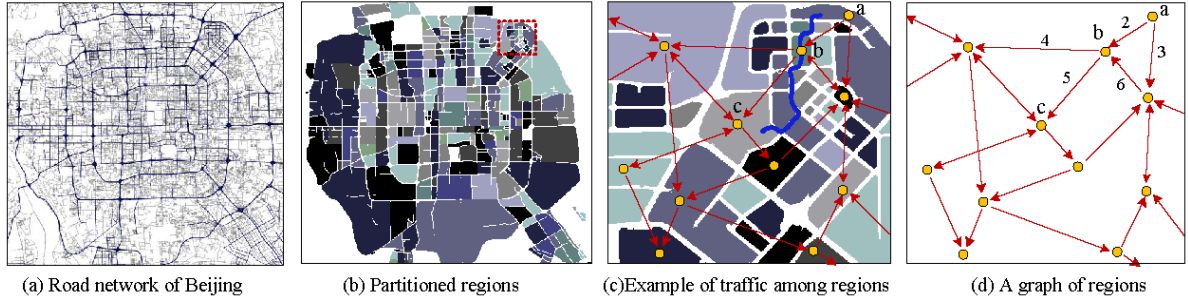 a
b
c
a
b
c
2
3
4
5
6
(a) Road network of Beijing
(b) Partitioned regions
(c)Example of traffic among regions
(d) A graph of regions